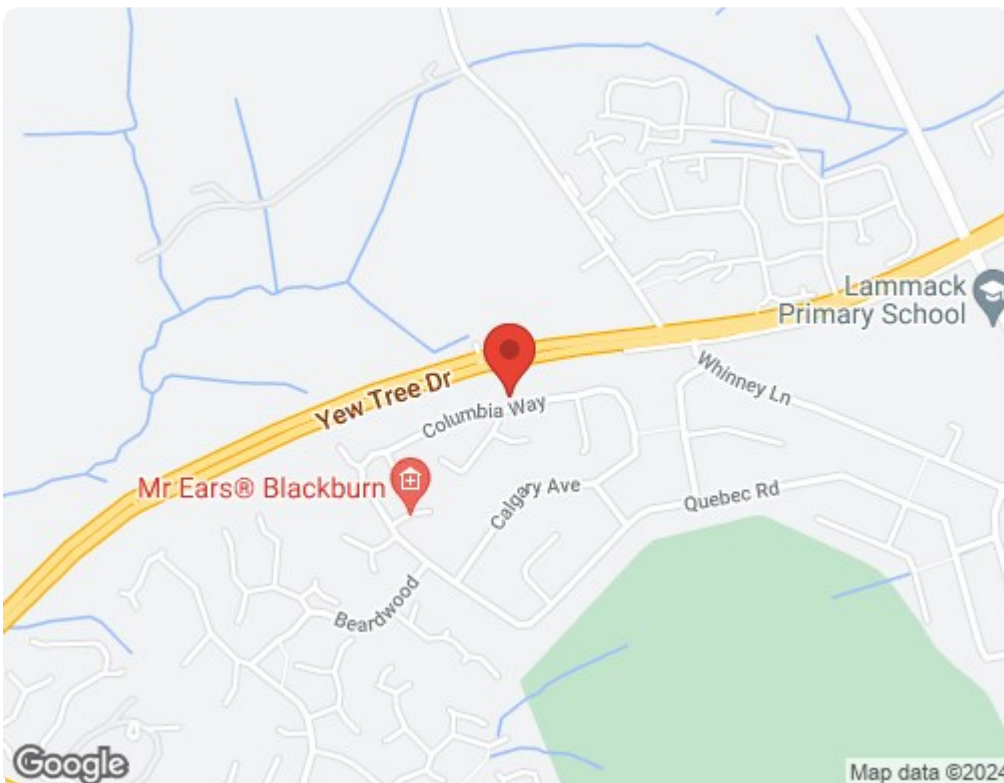 Lammack
Primary School
Whinney Ln
Yew Tree Dr
Columbia Way
Mr Ears® Blackburn
Calgary Ave
Quebec Rd
Beardwood
Google
Map data ©202